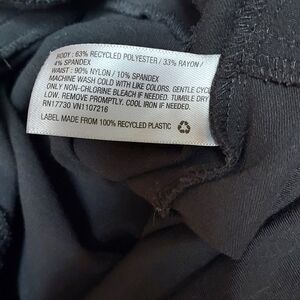 BODY : 63% RECYCLED POLYESTER / 33% RAYON /
4% SPANDEX
WAIST : 90% NYLON / 10% SPANDEX
MACHINE WASH COLD WITH LIKE COLORS. GENTLE CYCL
ONLY NON-CHLORINE BLEACH IF NEEDED. TUMBLE DRY
LOW. REMOVE PROMPTLY. COOL IRON IF NEEDED.
RN17730 VN1107216
LABEL MADE FROM 100% RECYCLED PLASTIC